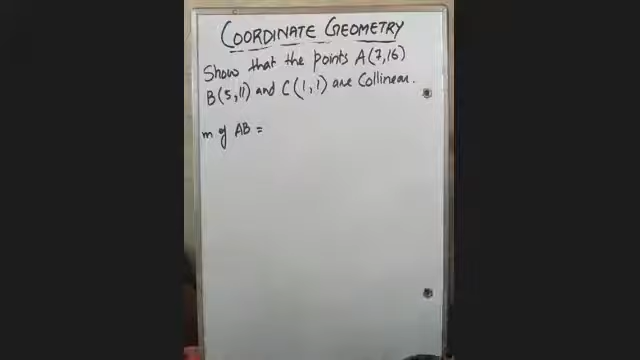 COORDINATE GEOMETRY
Show that the points A(7,16)
B(5,11) and C(1,1) are Collinear.
m of AB =